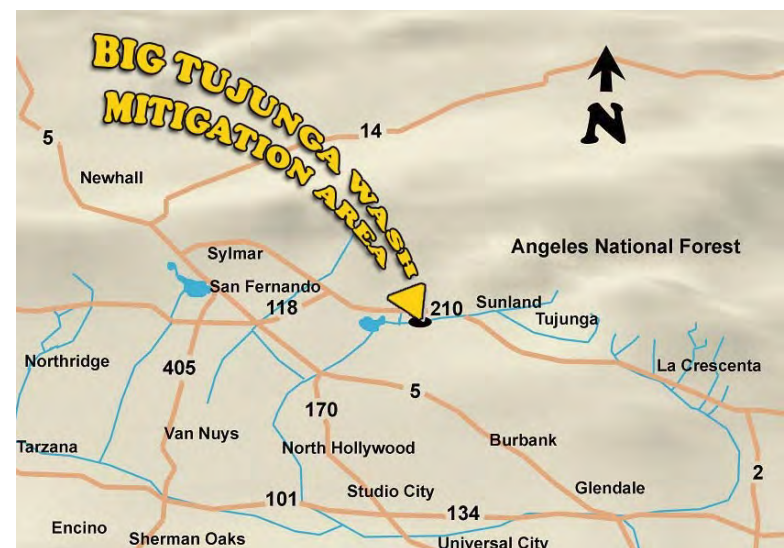 BIG TUJUNGA WASH
MITIGATION AREA
N
14
5
Newhall
Sylmar
Angeles National Forest
San Fernando
118
210
Sunland
Tujunga
Northridge
405
La Crescenta
5
170
Van Nuys
North Hollywood
Burbank
Tarzana
2
101
Studio City
134
Glendale
Encino
Sherman Oaks
Universal City